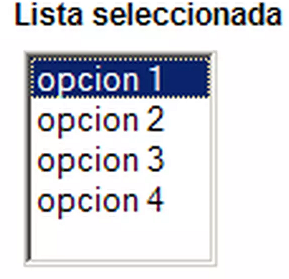 Lista seleccionada
opcion 1
opcion 2
opcion 3
opcion 4